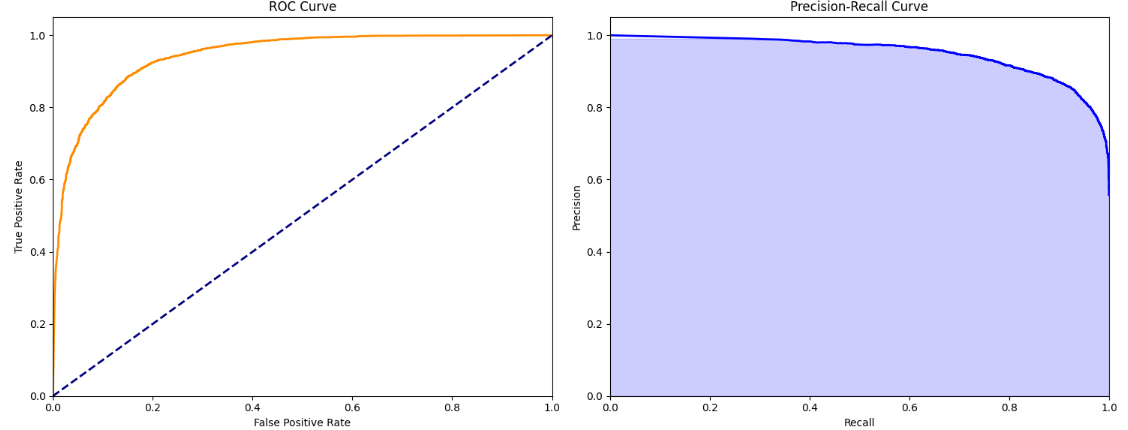 ROC Curve
1.0
0.8
0.6
0.4
0.2
0.0
True Positive Rate
0.0 0.2 0.4 0.6 0.8 1.0
False Positive Rate
Precision-Recall Curve
1.0
0.8
0.6
0.4
0.2
0.0
Precision
0.0 0.2 0.4 0.6 0.8 1.0
Recall